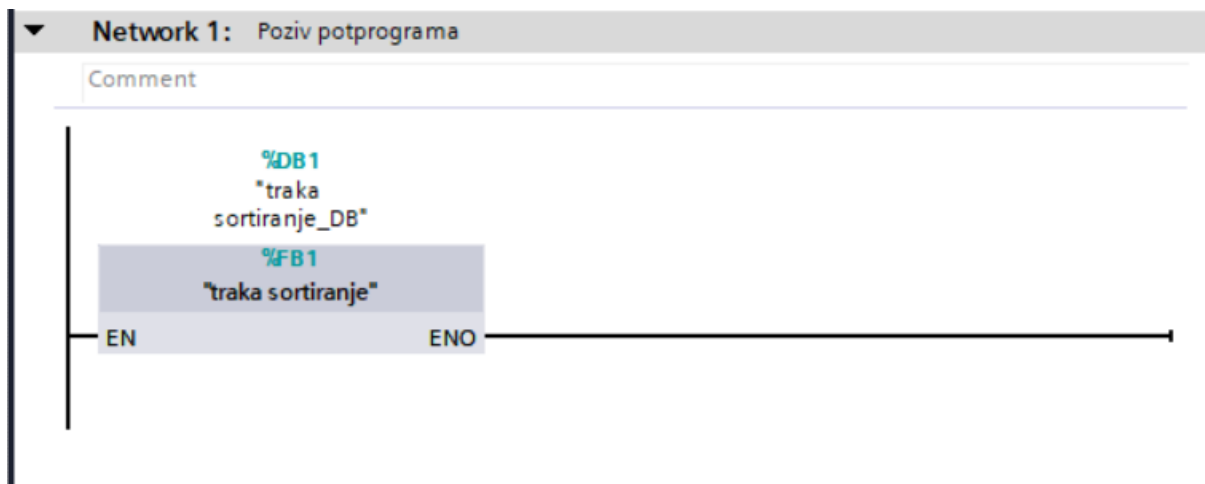 Network 1: Poziv potprograma
Comment
%DB1
"traka
sortiranje_DB"
%FB1
"traka sortiranje"
EN ENO